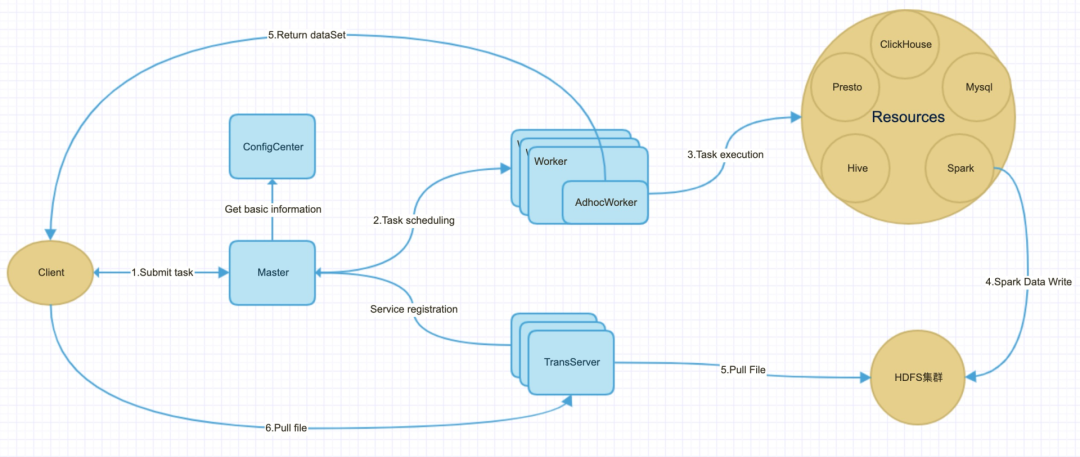 5.Return dataSet
ClickHouse
Presto
Mysql
Resources
Hive
Spark
ConfigCenter
Worker
AdhocWorker
3.Task execution
Get basic information
2.Task scheduling
Client
1.Submit task
Master
4.Spark Data Write
Service registration
TransServer
5.Pull File
HDFS集群
6.Pull file